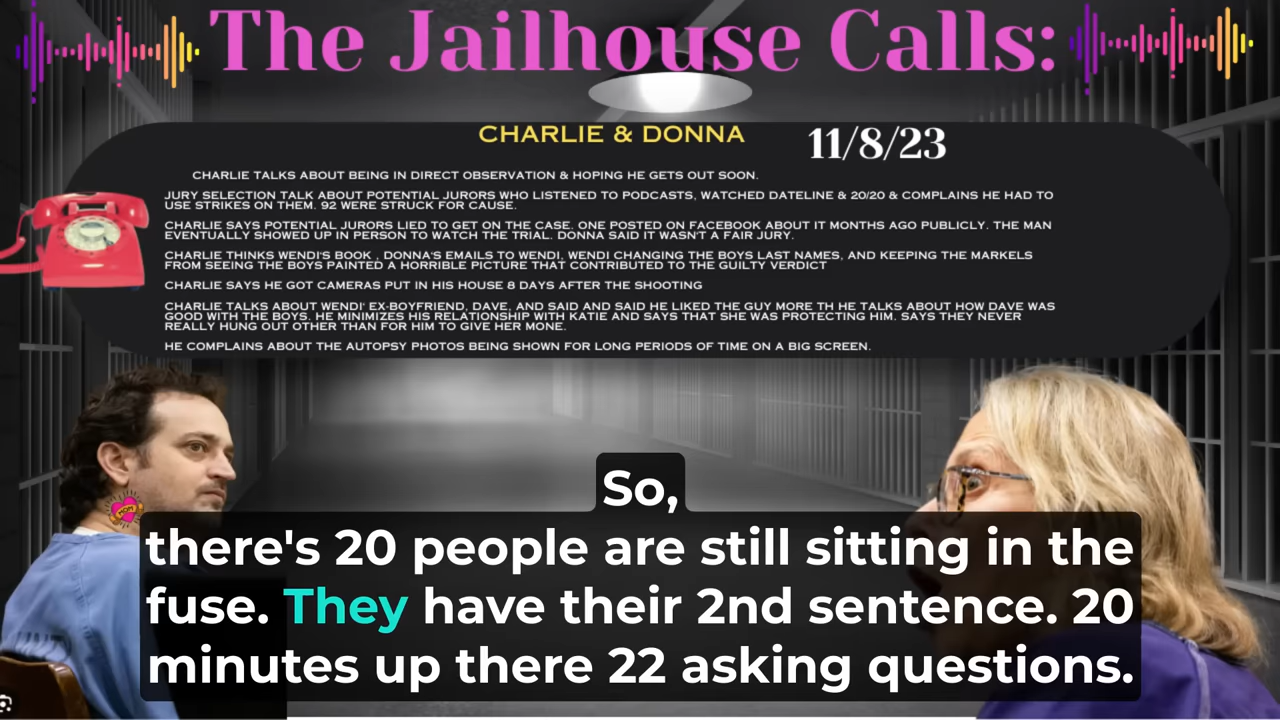 The Jailhouse Calls:
CHARLIE & DONNA
11/8/23
CHARLIE TALKS ABOUT BEING IN DIRECT OBSERVATION & HOPING HE GETS OUT SOON.
JURY SELECTION TALK ABOUT POTENTIAL JURORS WHO LISTENED TO PODCASTS, WATCHED DATELINE & 20/20 & COMPLAINS HE HAD TO
USE STRIKES ON THEM. 92 WERE STRUCK FOR CAUSE.
CHARLIE SAYS POTENTIAL JURORS LIED TO GET ON THE CASE. ONE POSTED ON FACEBOOK ABOUT IT MONTHS AGO PUBLICLY. THE MAN
EVENTUALLY SHOWED UP IN PERSON TO WATCH THE TRIAL. DONNA SAID IT WASN'T A FAIR JURY.
CHARLIE THINKS WENDI'S BOOK , DONNA'S EMAILS TO WENDI, WENDI CHANGING THE BOYS LAST NAMES, AND KEEPING THE MARKELS
FROM SEEING THE BOYS PAINTED A HORRIBLE PICTURE THAT CONTRIBUTED TO THE GUILTY VERDICT
CHARLIE SAYS HE GOT CAMERAS PUT IN HIS HOUSE 8 DAYS AFTER THE SHOOTING
CHARLIE TALKS ABOUT WENDI' EX-BOYFRIEND, DAVE, AND SAID AND SAID HE LIKED THE GUY MORE TH HE TALKS ABOUT HOW DAVE WAS
GOOD WITH THE BOYS. HE MINIMIZES HIS RELATIONSHIP WITH KATIE AND SAYS THAT SHE WAS PROTECTING HIM. SAYS THEY NEVER
REALLY HUNG OUT OTHER THAN FOR HIM TO GIVE HER MONE.
HE COMPLAINS ABOUT THE AUTOPSY PHOTOS BEING SHOWN FOR LONG PERIODS OF TIME ON A BIG SCREEN.
MOM
So,
there's 20 people are still sitting in the
fuse. They have their 2nd sentence. 20
minutes up there 22 asking questions.